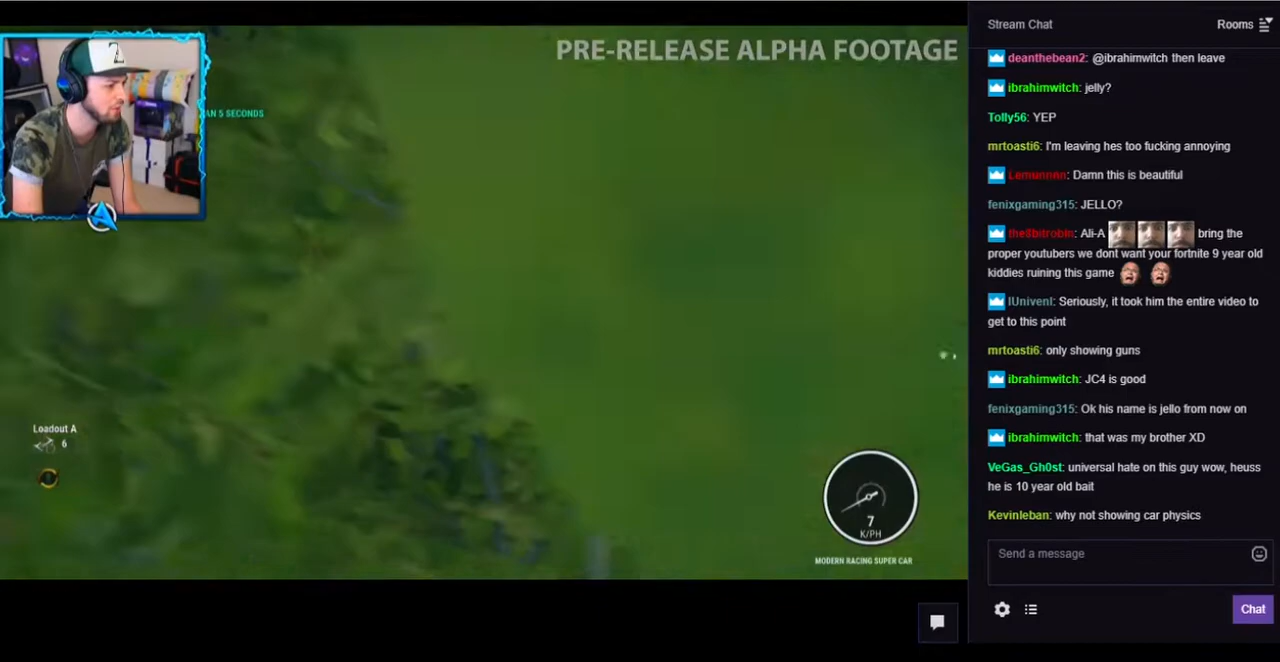 PRE-RELEASE ALPHA FOOTAGE
AN 5 SECONDS
Loadout A
6
7
K/PH
MODERN RACING SUPER CAR
Stream Chat
Rooms
deanthebean2: @ibrahimwitch then leave
ibrahimwitch: jelly?
Tolly56: YEP
mrtoasti6: I'm leaving hes too fucking annoying
Lemunnnn: Damn this is beautiful
fenixgaming315: JELLO?
the8bitrobin: Ali-A bring the
proper youtubers we dont want your fortnite 9 year old
kiddies ruining this game
IUnivenI: Seriously, it took him the entire video to
get to this point
mrtoasti6: only showing guns
ibrahimwitch: JC4 is good
fenixgaming315: Ok his name is jello from now on
ibrahimwitch: that was my brother XD
VeGas_Gh0st: universal hate on this guy wow, heuss
he is 10 year old bait
Kevinleban: why not showing car physics
Send a message
Chat